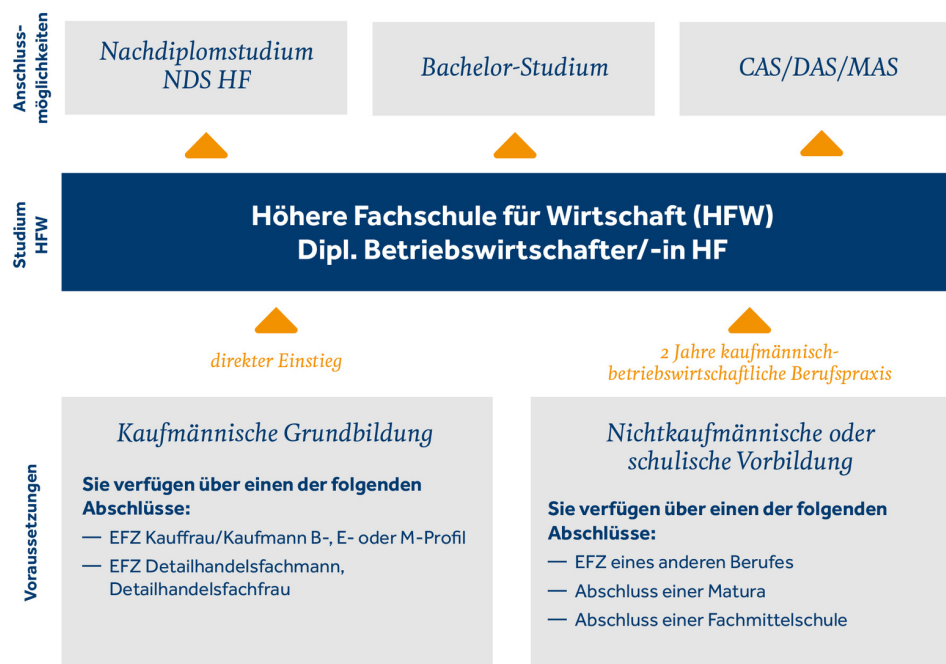 Anschluss-
möglichkeiten
Nachdiplomstudium
NDS HF
Bachelor-Studium
CAS/DAS/MAS
Studium
HFW
Höhere Fachschule für Wirtschaft (HFW)
Dipl. Betriebswirtschafter/-in HF
direkter Einstieg
2 Jahre kaufmännisch-
betriebswirtschaftliche Berufspraxis
Voraussetzungen
Kaufmännische Grundbildung
Sie verfügen über einen der folgenden
Abschlüsse:
— EFZ Kauffrau/Kaufmann B-, E- oder M-Profil
— EFZ Detailhandelsfachmann,
Detailhandelsfachfrau
Nichtkaufmännische oder
schulische Vorbildung
Sie verfügen über einen der folgenden
Abschlüsse:
— EFZ eines anderen Berufes
— Abschluss einer Matura
— Abschluss einer Fachmittelschule